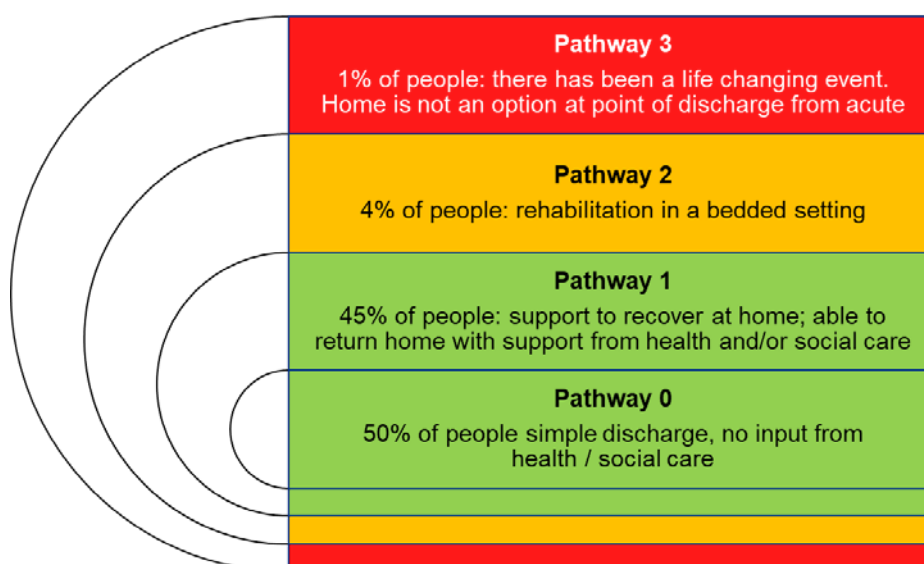 Pathway 3
1% of people: there has been a life changing event.
Home is not an option at point of discharge from acute
Pathway 2
4% of people: rehabilitation in a bedded setting
Pathway 1
45% of people: support to recover at home; able to
return home with support from health and/or social care
Pathway 0
50% of people simple discharge, no input from
health / social care